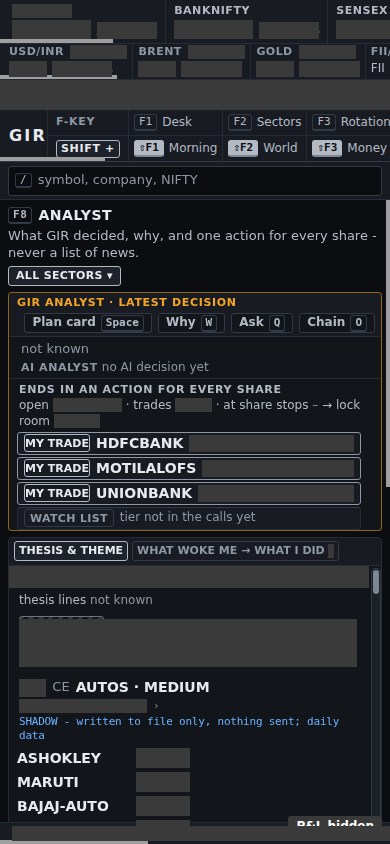 BANKNIFTY
SENSEX
USD/INR
BRENT
GOLD
FII/
FII
GIR
F-KEY
F1 Desk
F2 Sectors
F3 Rotation
SHIFT +
⇧F1 Morning
⇧F2 World
⇧F3 Money
/ symbol, company, NIFTY
F8 ANALYST
What GIR decided, why, and one action for every share -
never a list of news.
ALL SECTORS ▾
GIR ANALYST · LATEST DECISION
Plan card Space
Why W
Ask Q
Chain O
not known
AI ANALYST no AI decision yet
ENDS IN AN ACTION FOR EVERY SHARE
open · trades · at share stops – → lock
room
MY TRADE HDFCBANK
MY TRADE MOTILALOFS
MY TRADE UNIONBANK
WATCH LIST tier not in the calls yet
THESIS & THEME
WHAT WOKE ME → WHAT I DID
thesis lines not known
CE AUTOS · MEDIUM
›
SHADOW - written to file only, nothing sent; daily
data
ASHOKLEY
MARUTI
BAJAJ-AUTO
P&L hidden